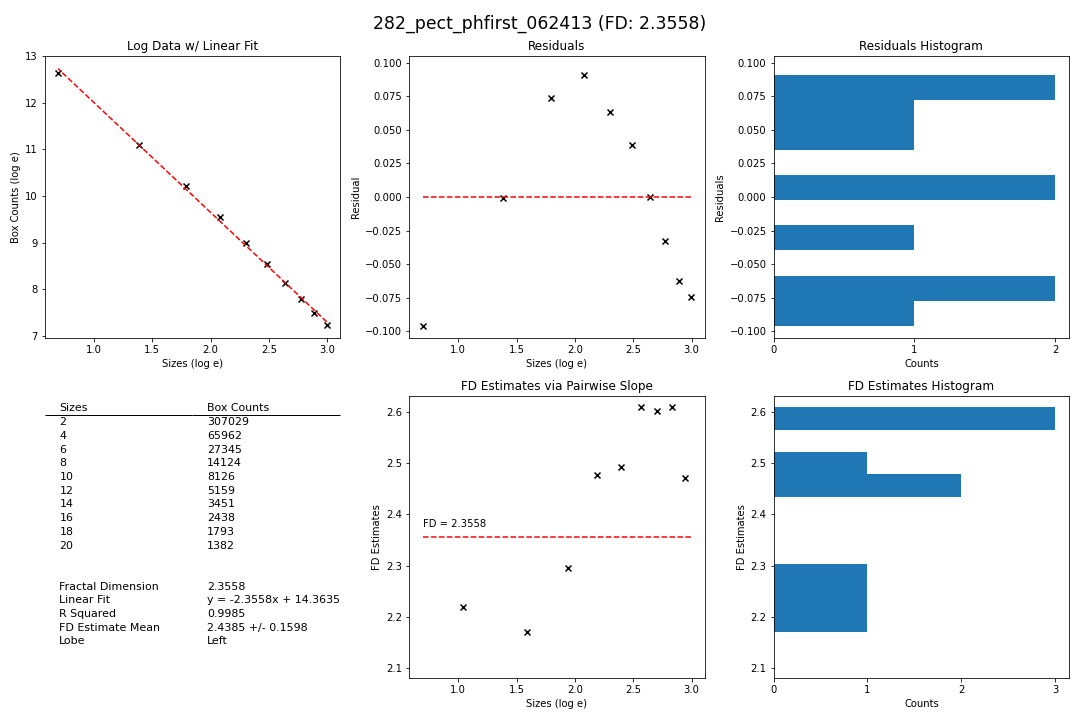 282_pect_phfirst_062413 (FD: 2.3558)
Log Data w/ Linear Fit
13
12
11
10
9
8
7
Box Counts (log e)
1.0 1.5 2.0 2.5 3.0
Sizes (log e)
Residuals
0.100
0.075
0.050
0.025
0.000
−0.025
−0.050
−0.075
−0.100
Residual
1.0 1.5 2.0 2.5 3.0
Sizes (log e)
Residuals Histogram
0.100
0.075
0.050
0.025
0.000
−0.025
−0.050
−0.075
−0.100
Residuals
0 1 2
Counts
Sizes Box Counts
2 307029
4 65962
6 27345
8 14124
10 8126
12 5159
14 3451
16 2438
18 1793
20 1382
Fractal Dimension 2.3558
Linear Fit y = -2.3558x + 14.3635
R Squared 0.9985
FD Estimate Mean 2.4385 +/- 0.1598
Lobe Left
FD Estimates via Pairwise Slope
2.6
2.5
2.4
2.3
2.2
2.1
FD Estimates
FD = 2.3558
1.0 1.5 2.0 2.5 3.0
Sizes (log e)
FD Estimates Histogram
2.6
2.5
2.4
2.3
2.2
2.1
FD Estimates
0 1 2 3
Counts